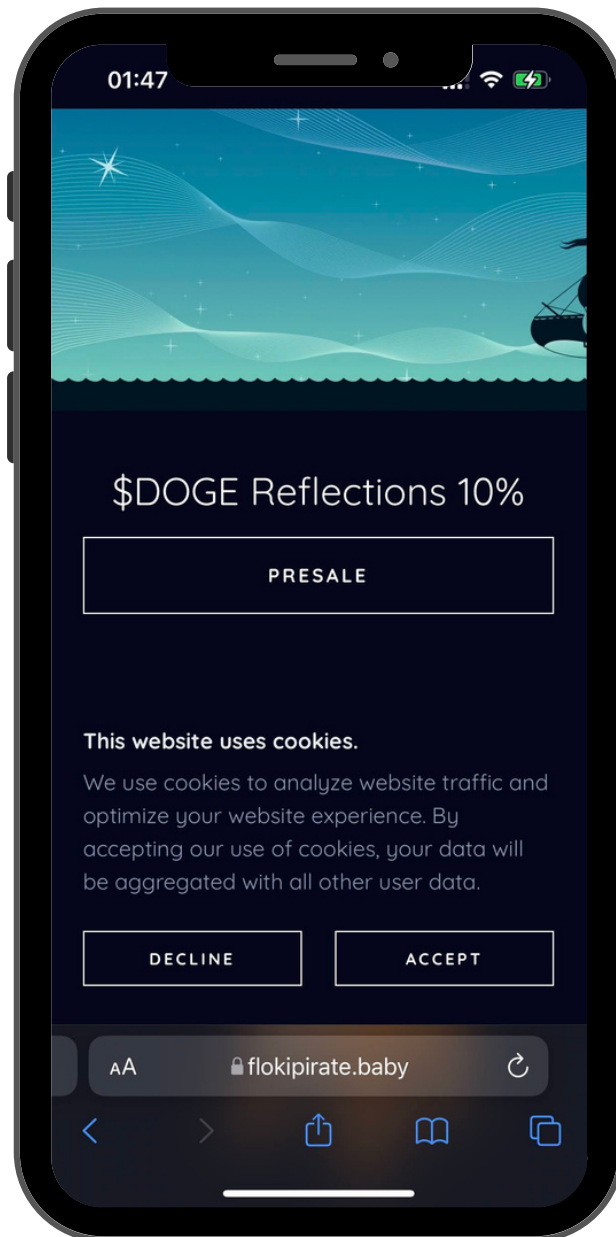 01:47
$DOGE Reflections 10%
PRESALE
This website uses cookies.
We use cookies to analyze website traffic and
optimize your website experience. By
accepting our use of cookies, your data will
be aggregated with all other user data.
DECLINE ACCEPT
AA flokipirate.baby